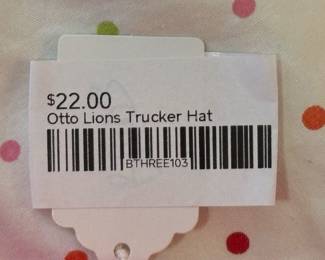 $22.00
Otto Lions Trucker Hat
BTHREE103